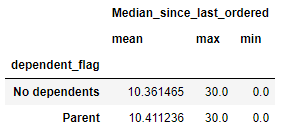 Median_since_last_ordered
mean max min
dependent_flag
No dependents 10.361465 30.0 0.0
Parent 10.411236 30.0 0.0